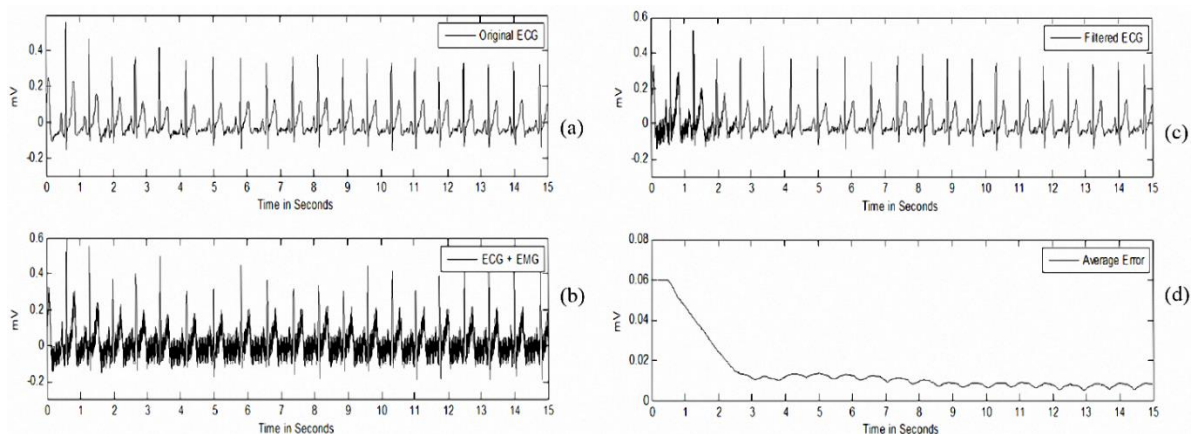 Original ECG
0.4
0.2
0
-0.2
mV
0 1 2 3 4 5 6 7 8 9 10 11 12 13 14 15
Time in Seconds
(a)
ECG + EMG
0.6
0.4
0.2
0
-0.2
mV
0 1 2 3 4 5 6 7 8 9 10 11 12 13 14 15
Time in Seconds
(b)
Filtered ECG
0.6
0.4
0.2
0
-0.2
mV
0 1 2 3 4 5 6 7 8 9 10 11 12 13 14 15
Time in Seconds
(c)
Average Error
0.08
0.06
0.04
0.02
0
mV
0 1 2 3 4 5 6 7 8 9 10 11 12 13 14 15
Time in Seconds
(d)